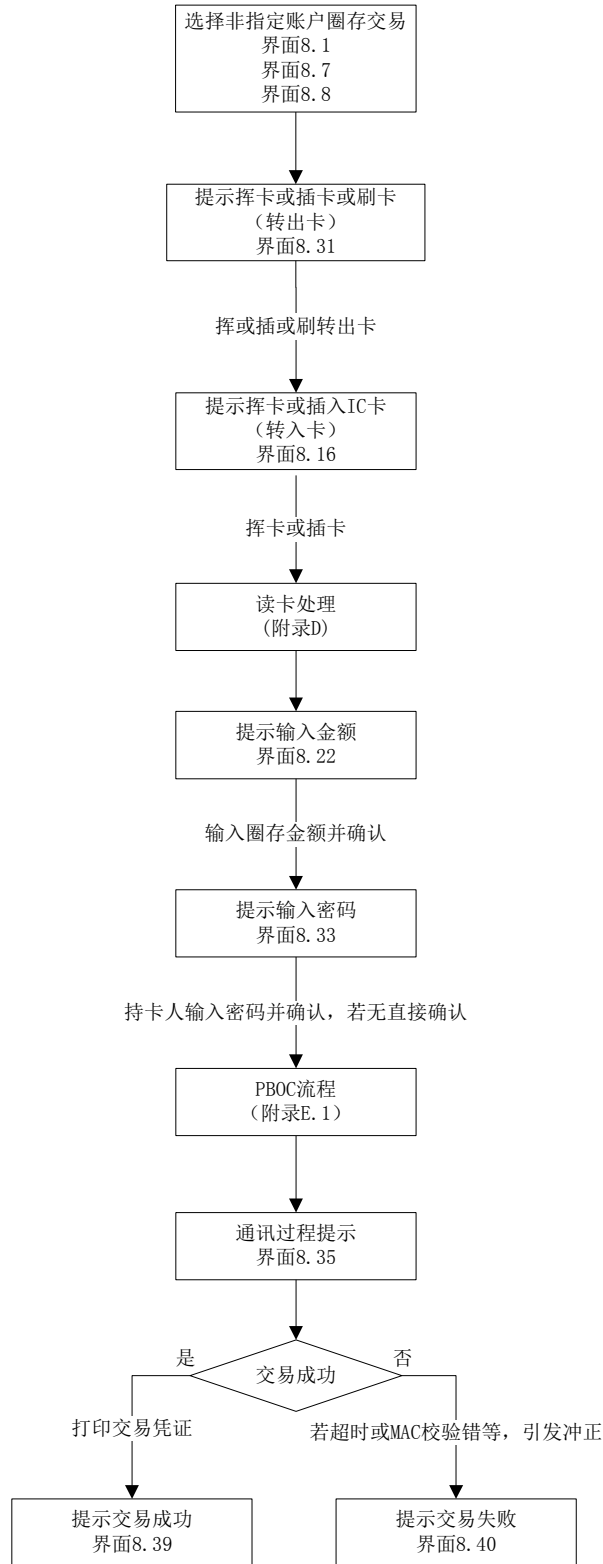 选择非指定账户圈存交易
界面8.1
界面8.7
界面8.8
提示挥卡或插卡或刷卡
（转出卡）
界面8.31
挥或插或刷转出卡
提示挥卡或插入IC卡
（转入卡）
界面8.16
挥卡或插卡
读卡处理
(附录D)
提示输入金额
界面8.22
输入圈存金额并确认
提示输入密码
界面8.33
持卡人输入密码并确认，若无直接确认
PBOC流程
（附录E.1）
通讯过程提示
界面8.35
是
交易成功
否
打印交易凭证
若超时或MAC校验错等，引发冲正
提示交易成功
界面8.39
提示交易失败
界面8.40